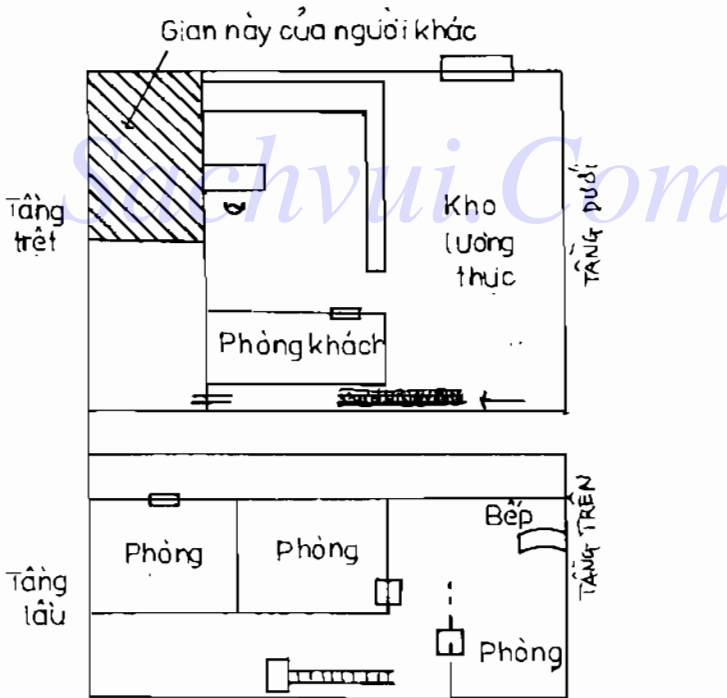 Gian này của người khác
Sachvui.Com
Tầng
trệt
Kho
lương
thực
TẦNG DƯỚI
Phòng khách
Tầng
lầu
Phòng
Phòng
Bếp
TẦNG TRÊN
Phòng